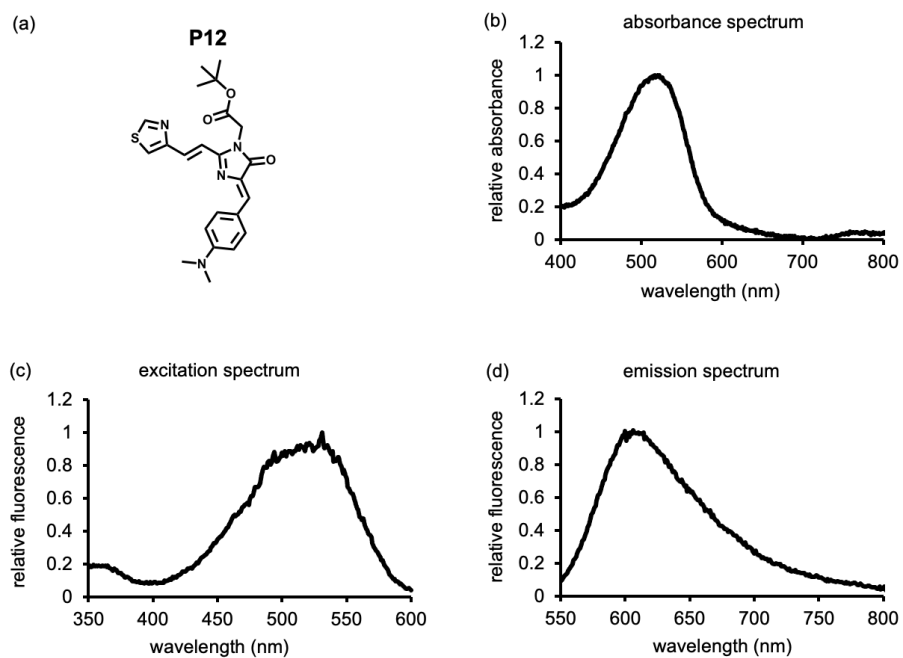 (a)
P12
O
O
N
N
O
S
N
N
(b)
absorbance spectrum
relative absorbance
1.2
1
0.8
0.6
0.4
0.2
0
400 500 600 700 800
wavelength (nm)
(c)
excitation spectrum
relative fluorescence
1.2
1
0.8
0.6
0.4
0.2
0
350 400 450 500 550 600
wavelength (nm)
(d)
emission spectrum
relative fluorescence
1.2
1
0.8
0.6
0.4
0.2
0
550 600 650 700 750 800
wavelength (nm)